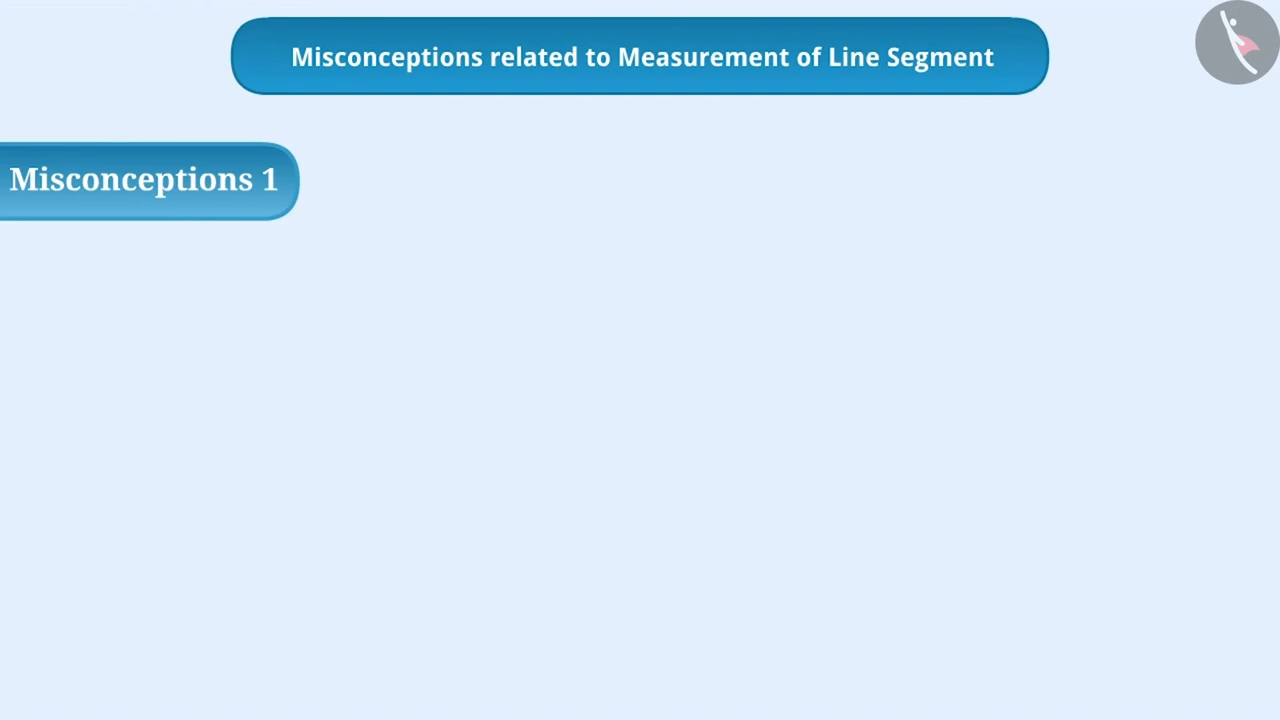 Misconceptions related to Measurement of Line Segment
Misconceptions 1